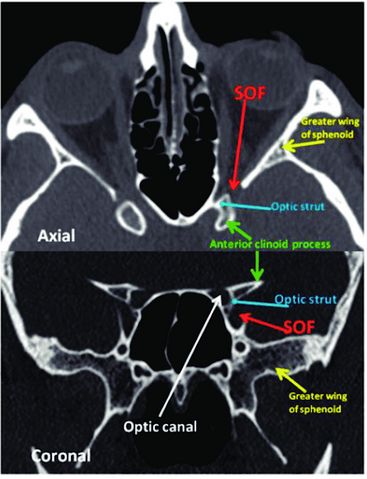 SOF
Greater wing
of sphenoid
Optic strut
Axial
Anterior clinoid process
Optic strut
SOF
Greater wing
of sphenoid
Optic canal
Coronal